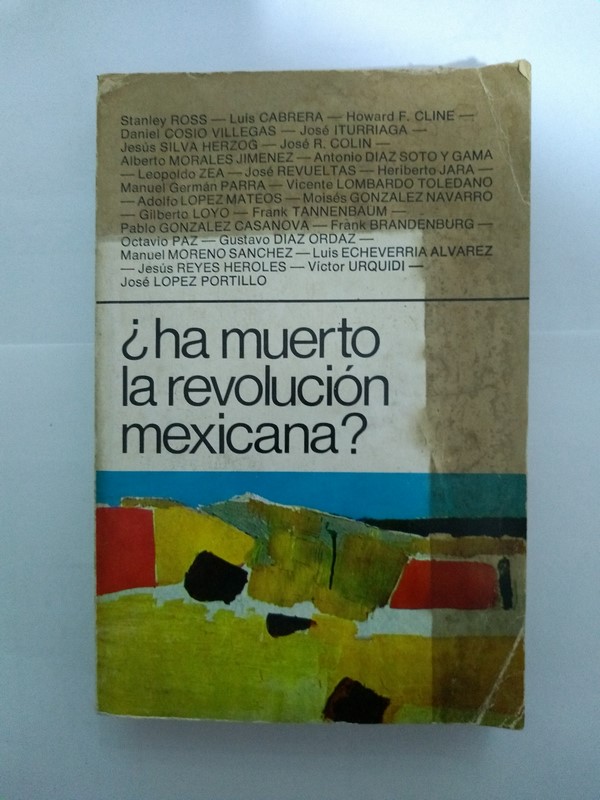 Stanley ROSS — Luis CABRERA — Howard F. CLINE —
Daniel COSIO VILLEGAS — José ITURRIAGA —
Jesús SILVA HERZOG — José R. COLIN —
Alberto MORALES JIMENEZ — Antonio DIAZ SOTO Y GAMA
— Leopoldo ZEA — José REVUELTAS — Heriberto JARA —
Manuel Germán PARRA — Vicente LOMBARDO TOLEDANO
— Adolfo LOPEZ MATEOS — Moisés GONZALEZ NAVARRO
— Gilberto LOYO — Frank TANNENBAUM —
Pablo GONZALEZ CASANOVA — Frank BRANDENBURG —
Octavio PAZ — Gustavo DIAZ ORDAZ —
Manuel MORENO SANCHEZ — Luis ECHEVERRIA ALVAREZ
— Jesús REYES HEROLES — Víctor URQUIDI —
José LOPEZ PORTILLO
¿ha muerto
la revolución
mexicana?